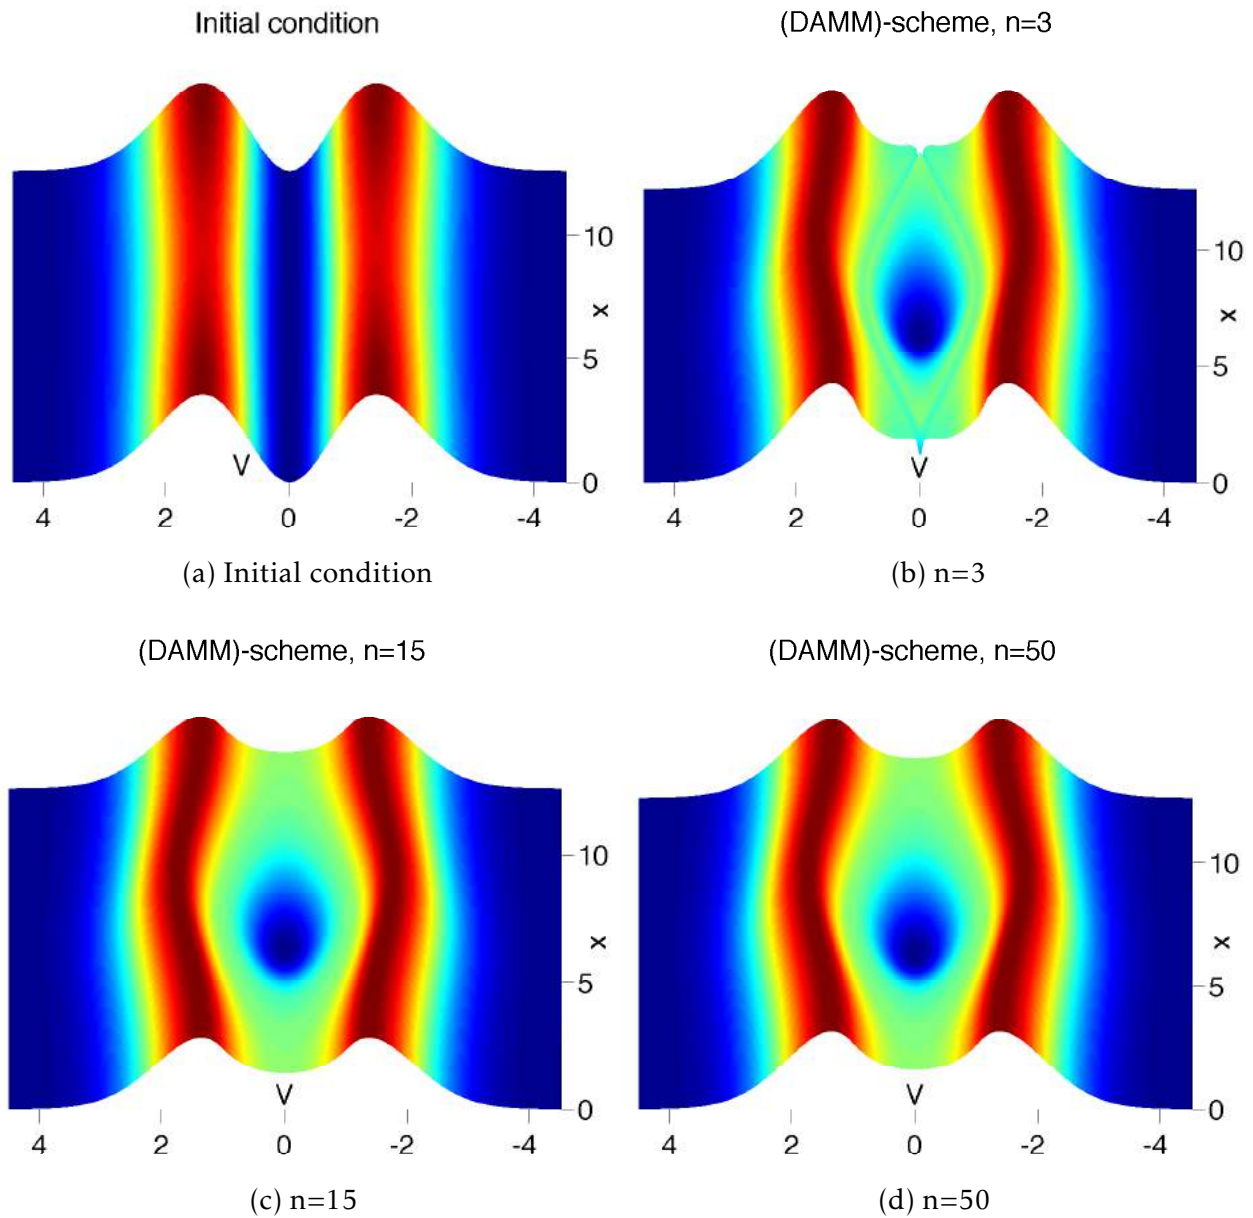 Initial condition
10
x
5
V
0
4 2 0 -2 -4
(a) Initial condition
(DAMM)-scheme, n=3
10
x
5
V
0
2 0 -2 -4
(b) n=3
(DAMM)-scheme, n=15
10
x
5
V
0
4 2 0 -2 -4
(c) n=15
(DAMM)-scheme, n=50
10
x
5
V
0
4 2 0 -2 -4
(d) n=50